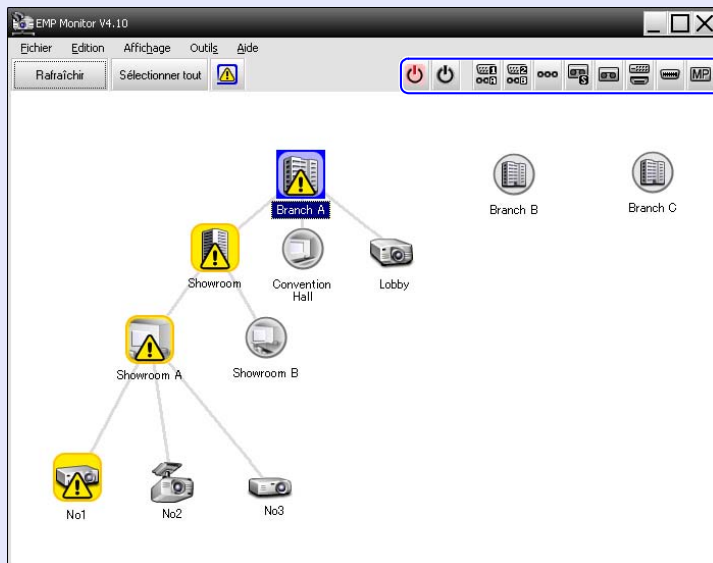 EMP Monitor V4.10
Fichier Edition Affichage Outils Aide
Rafraîchir Sélectionner tout MP
Branch A Branch B Branch C
Showroom Convention Hall Lobby
Showroom A Showroom B
No1 No2 No3